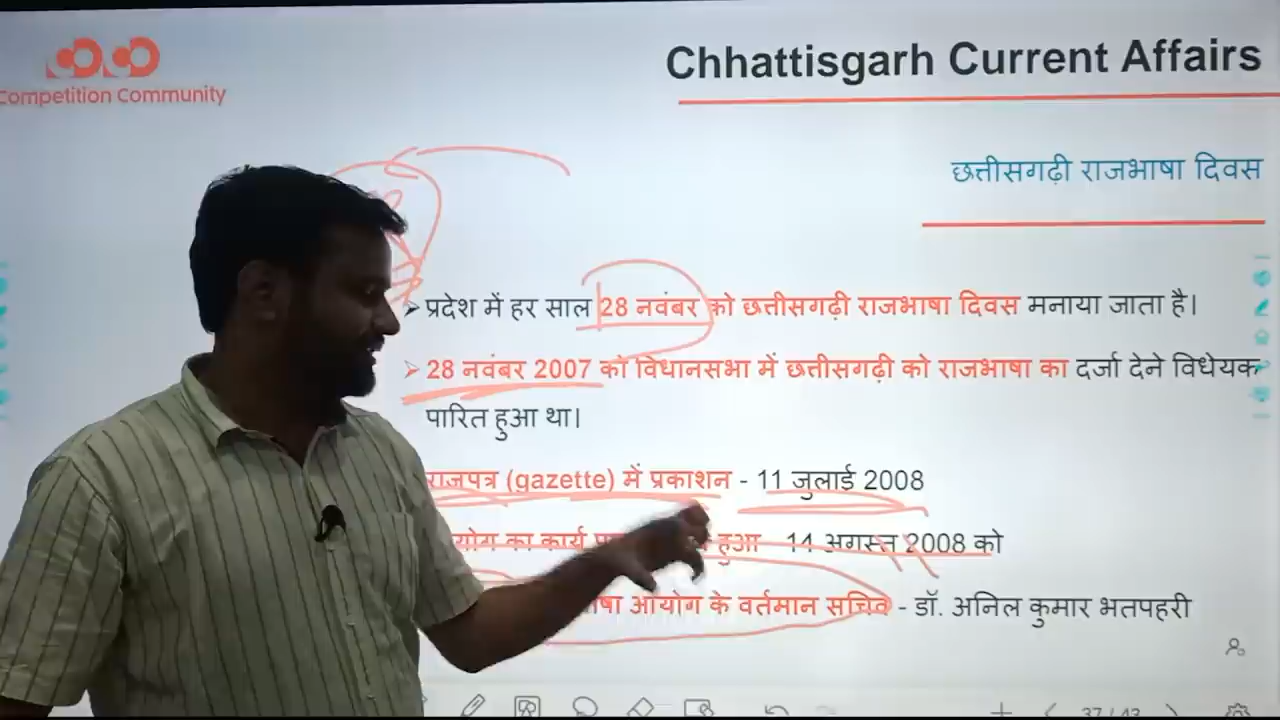 Competition Community
Chhattisgarh Current Affairs
छत्तीसगढ़ी राजभाषा दिवस
प्रदेश में हर साल 28 नवंबर को छत्तीसगढ़ी राजभाषा दिवस मनाया जाता है।
28 नवंबर 2007 को विधानसभा में छत्तीसगढ़ी को राजभाषा का दर्जा देने विधेयक
पारित हुआ था।
राजपत्र (gazette) में प्रकाशन - 11 जुलाई 2008
का कार्य हुआ 14 अगस्त 2008 को
आयोग के वर्तमान सचिव - डॉ. अनिल कुमार भतपहरी
37 / 43